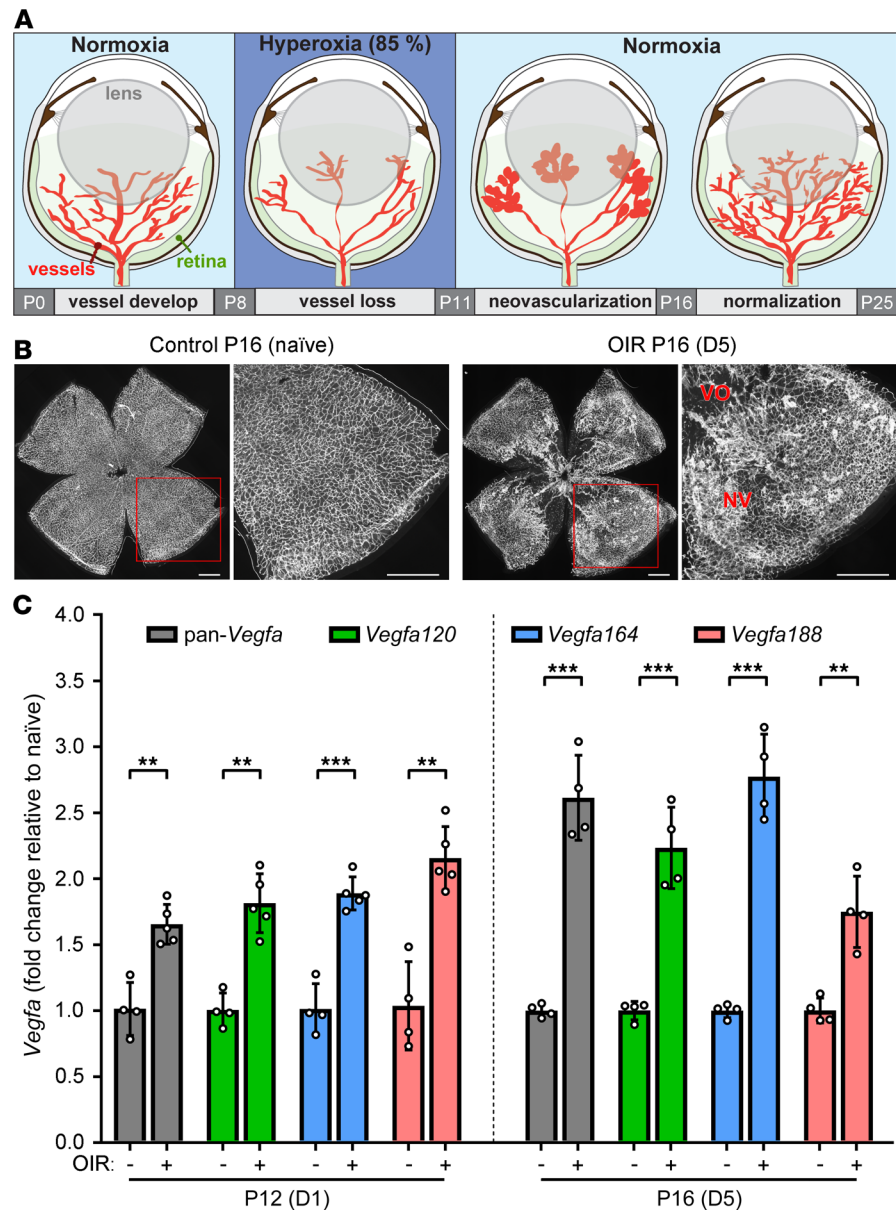 A
Normoxia
Hyperoxia (85 %)
Normoxia
lens
vessels
retina
P0 vessel develop P8 vessel loss P11 neovascularization P16 normalization P25
B
Control P16 (naïve)
OIR P16 (D5)
VO
NV
C
4.0
3.5
3.0
2.5
2.0
1.5
1.0
0.5
0.0
Vegfa (fold change relative to naïve)
pan-Vegfa Vegfa120 Vegfa164 Vegfa188
*** *** *** **
** ** *** **
OIR: - + - + - + - + - + - + - + - +
P12 (D1) P16 (D5)